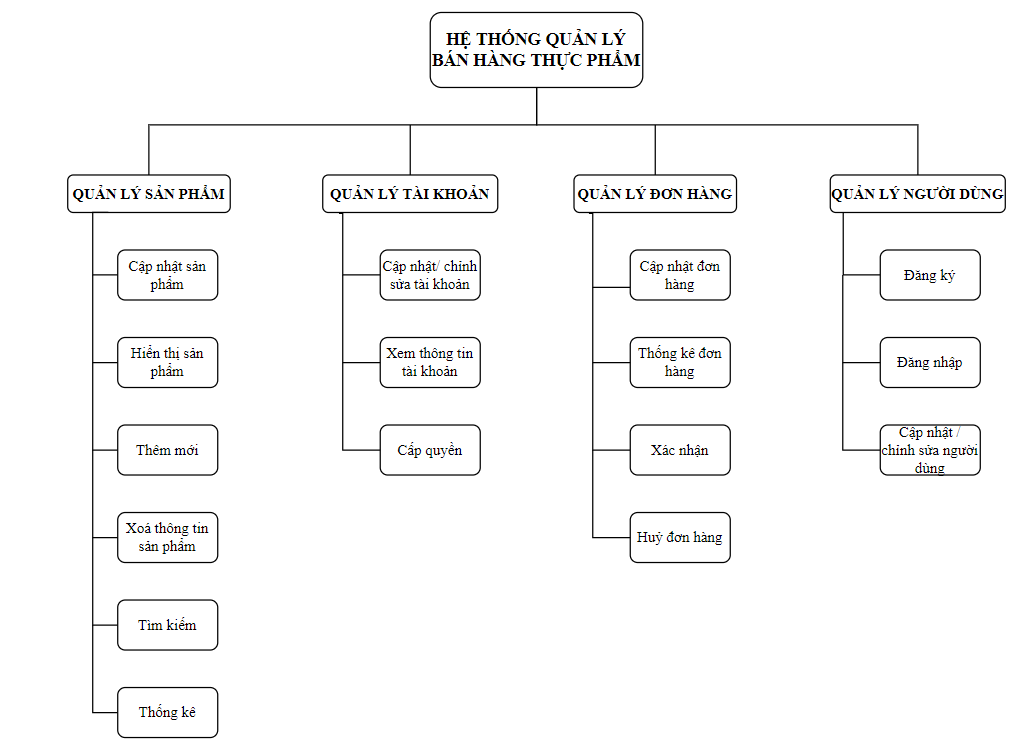 HỆ THỐNG QUẢN LÝ
BÁN HÀNG THỰC PHẨM
QUẢN LÝ SẢN PHẨM
Cập nhật sản
phẩm
Hiển thị sản
phẩm
Thêm mới
Xoá thông tin
sản phẩm
Tìm kiếm
Thống kê
QUẢN LÝ TÀI KHOẢN
Cập nhật/ chỉnh
sửa tài khoản
Xem thông tin
tài khoản
Cấp quyền
QUẢN LÝ ĐƠN HÀNG
Cập nhật đơn
hàng
Thống kê đơn
hàng
Xác nhận
Huỷ đơn hàng
QUẢN LÝ NGƯỜI DÙNG
Đăng ký
Đăng nhập
Cập nhật /
chỉnh sửa người
dùng